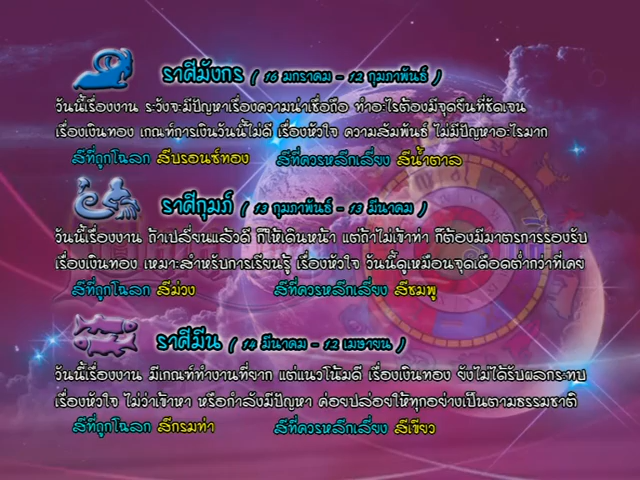 ราศีมังกร ( 16 มกราคม - 12 กุมภาพันธ์ )
วันนี้เรื่องงาน ระวังจะมีปัญหาเรื่องความน่าเชื่อถือ ทำอะไรต้องมีจุดยืนที่ชัดเจน
เรื่องเงินทอง เกณฑ์การเงินวันนี้ไม่ดี เรื่องหัวใจ ความสัมพันธ์ ไม่มีปัญหาอะไรมาก
สีที่ถูกโฉลก สีบรอนซ์ทอง สีที่ควรหลีกเลี่ยง สีน้ำตาล
ราศีกุมภ์ ( 13 กุมภาพันธ์ - 13 มีนาคม )
วันนี้เรื่องงาน ถ้าเปลี่ยนแล้วดี ก็ให้เดินหน้า แต่ถ้าไม่เข้าท่า ก็ต้องมีมาตรการรองรับ
เรื่องเงินทอง เหมาะสำหรับการเรียนรู้ เรื่องหัวใจ วันนี้ดูเหมือนจุดเดือดต่ำกว่าที่เคย
สีที่ถูกโฉลก สีม่วง สีที่ควรหลีกเลี่ยง สีชมพู
ราศีมีน ( 14 มีนาคม - 12 เมษายน )
วันนี้เรื่องงาน มีเกณฑ์ทำงานที่ยาก แต่แนวโน้มดี เรื่องเงินทอง ยังไม่ได้รับผลกระทบ
เรื่องหัวใจ ไม่ว่าเข้าหา หรือกำลังมีปัญหา ค่อยปล่อยให้ทุกอย่างเป็นตามธรรมชาติ
สีที่ถูกโฉลก สีกรมท่า สีที่ควรหลีกเลี่ยง สีเขียว